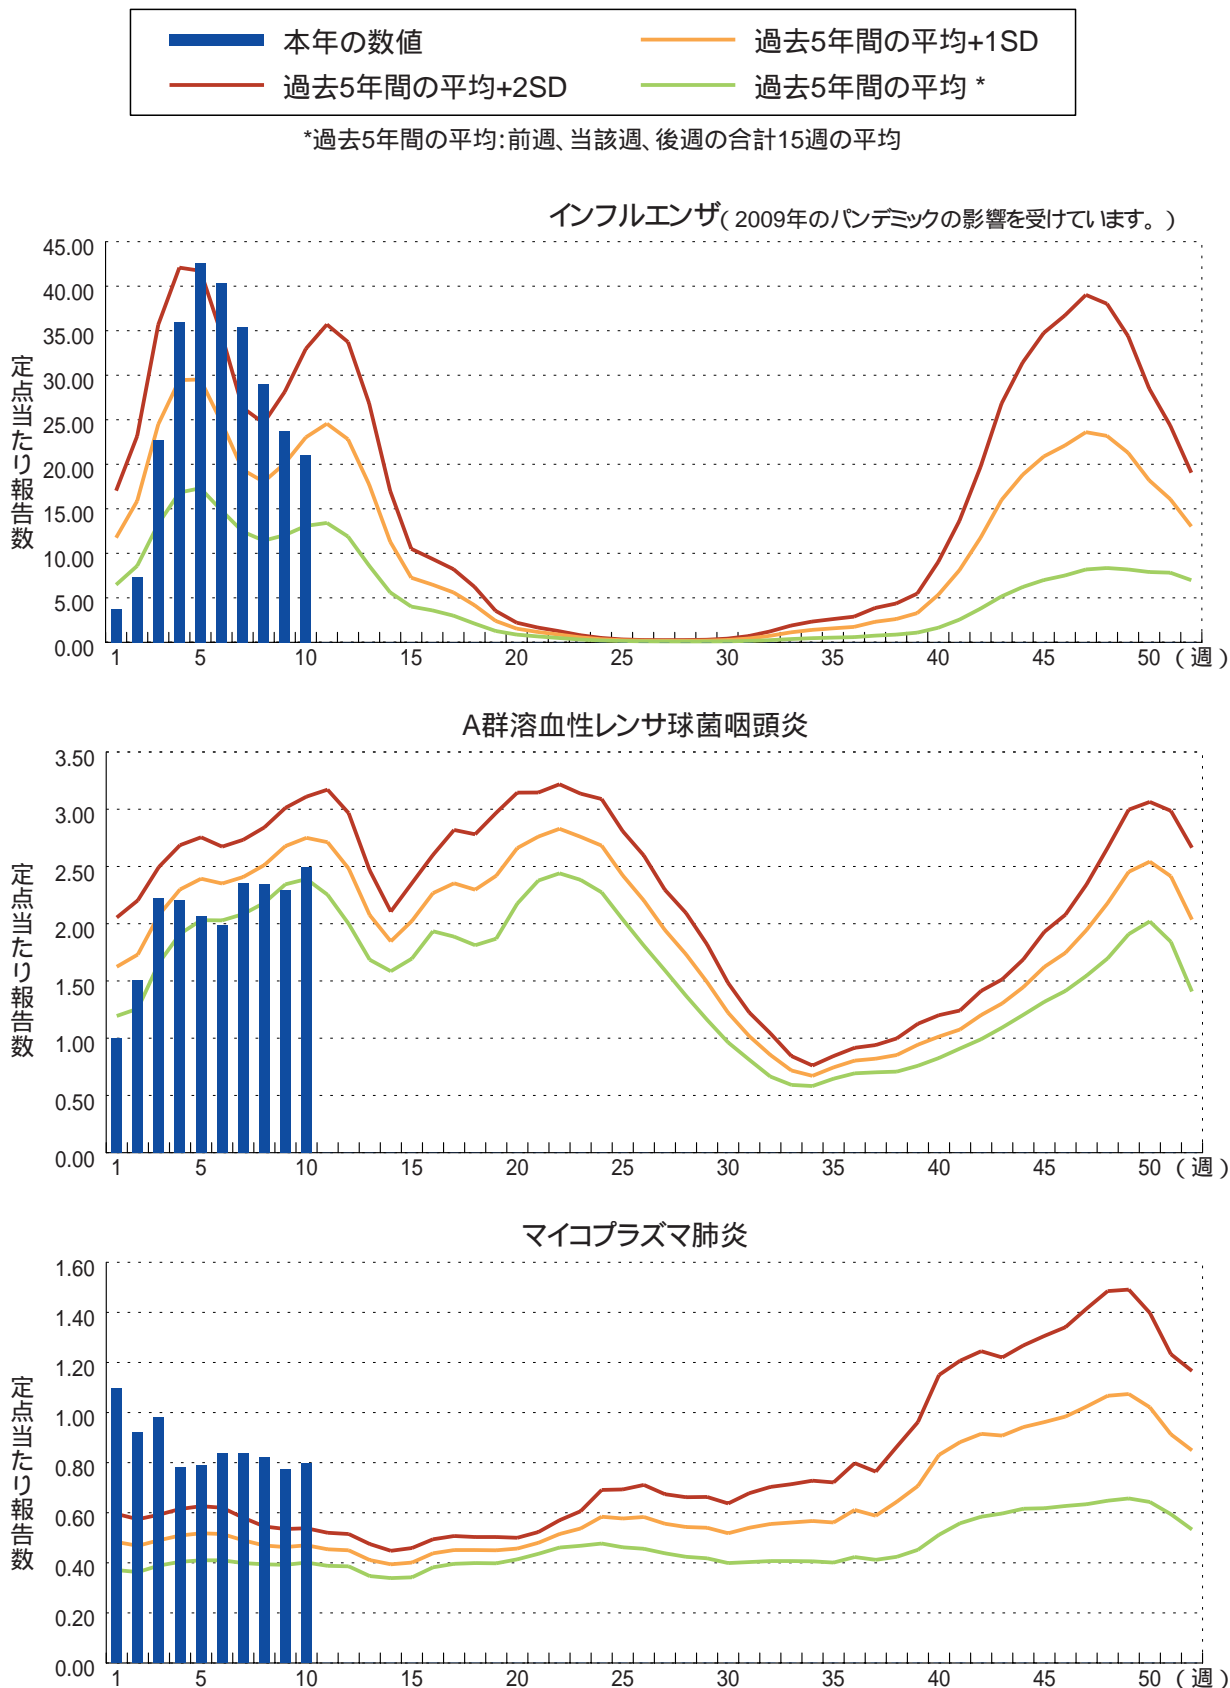 本年の数値
過去5年間の平均+1SD
過去5年間の平均+2SD
過去5年間の平均 *
*過去5年間の平均:前週、当該週、後週の合計15週の平均
インフルエンザ( 2009年のパンデミックの影響を受けています。 )
定点当たり報告数
45.00
40.00
35.00
30.00
25.00
20.00
15.00
10.00
5.00
0.00
1 5 10 15 20 25 30 35 40 45 50 (週)
A群溶血性レンサ球菌咽頭炎
定点当たり報告数
3.50
3.00
2.50
2.00
1.50
1.00
0.50
0.00
1 5 10 15 20 25 30 35 40 45 50 (週)
マイコプラズマ肺炎
定点当たり報告数
1.60
1.40
1.20
1.00
0.80
0.60
0.40
0.20
0.00
1 5 10 15 20 25 30 35 40 45 50 (週)